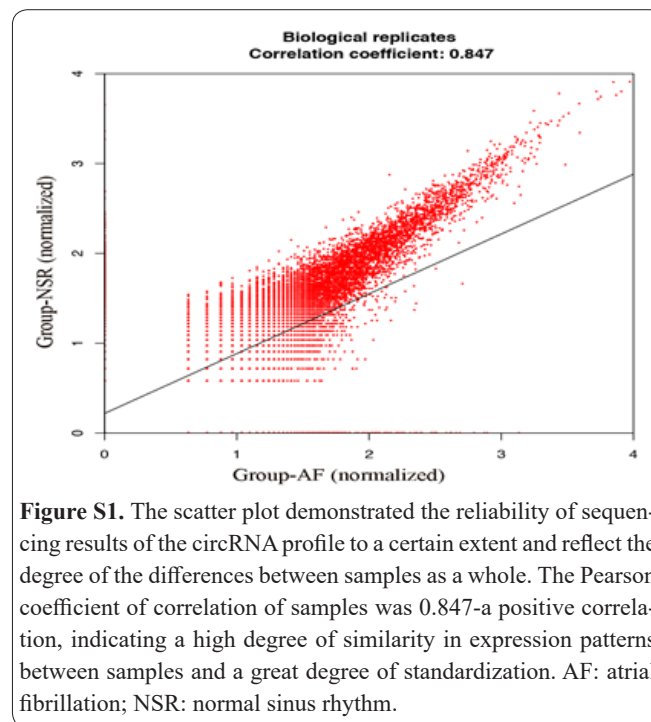 Biological replicates
Correlation coefficient: 0.847
4
3
2
1
0
Group-NSR (normalized)
0 1 2 3 4
Group-AF (normalized)
Figure S1. The scatter plot demonstrated the reliability of sequen-
cing results of the circRNA profile to a certain extent and reflect the
degree of the differences between samples as a whole. The Pearson
coefficient of correlation of samples was 0.847-a positive correla-
tion, indicating a high degree of similarity in expression patterns
between samples and a great degree of standardization. AF: atrial
fibrillation; NSR: normal sinus rhythm.